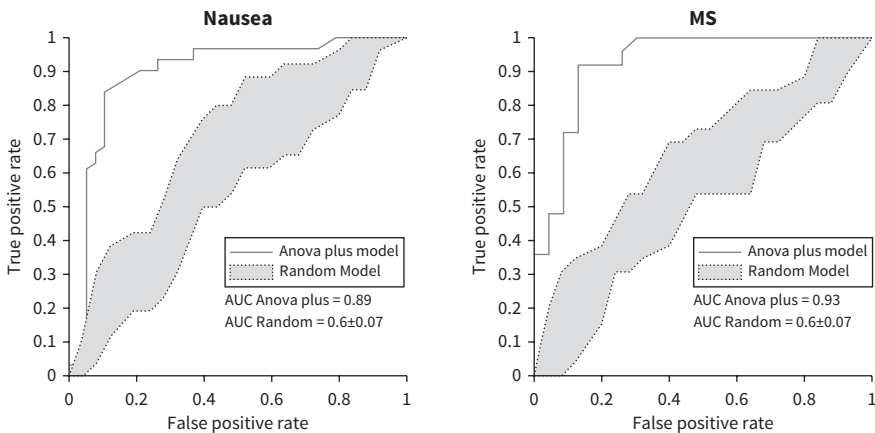 Nausea
True positive rate
1
0.9
0.8
0.7
0.6
0.5
0.4
0.3
0.2
0.1
0
Anova plus model
Random Model
AUC Anova plus = 0.89
AUC Random = 0.6±0.07
0 0.2 0.4 0.6 0.8 1
False positive rate
MS
True positive rate
1
0.9
0.8
0.7
0.6
0.5
0.4
0.3
0.2
0.1
0
Anova plus model
Random Model
AUC Anova plus = 0.93
AUC Random = 0.6±0.07
0 0.2 0.4 0.6 0.8 1
False positive rate